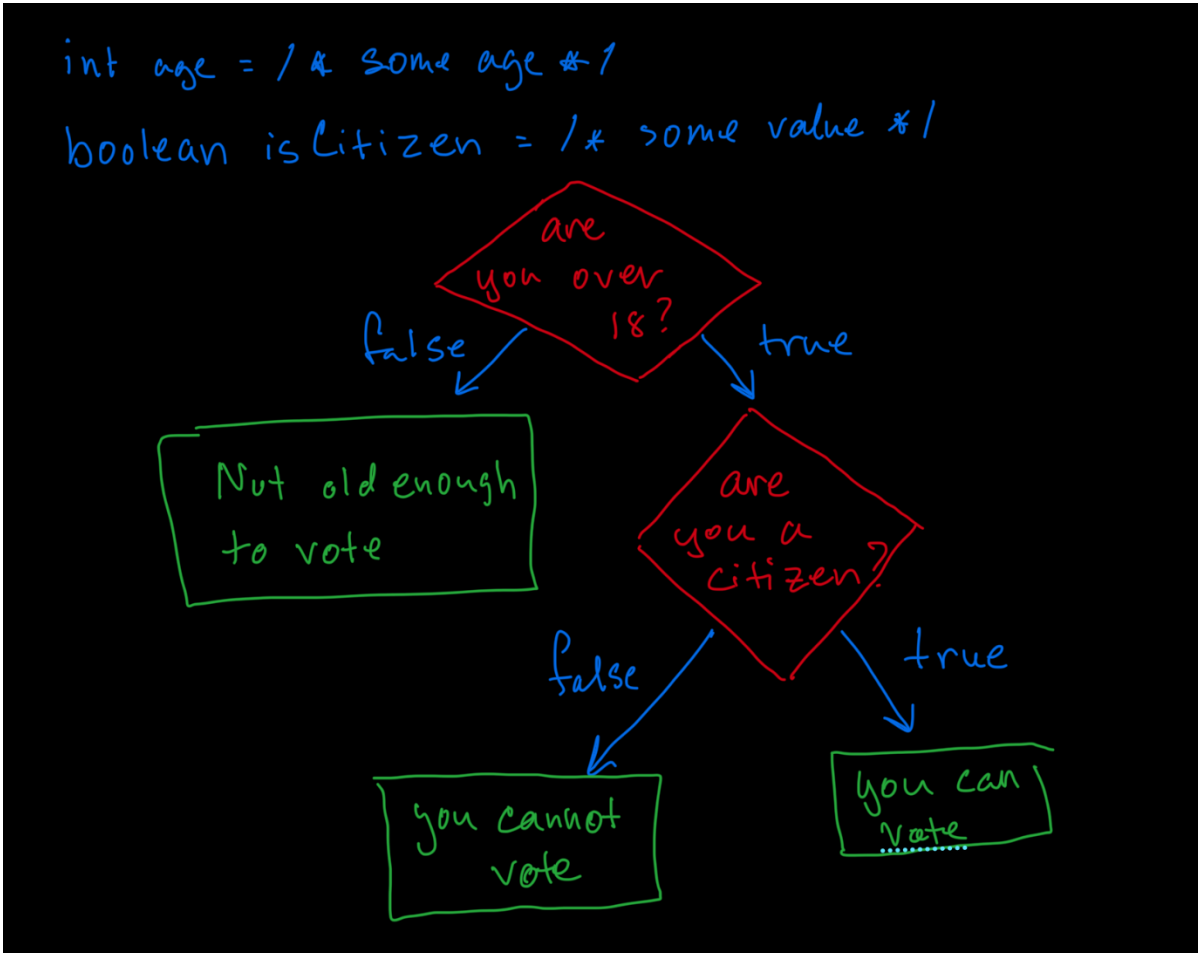 int age = /* some age */
boolean isCitizen = /* some value */
are
you over
18?
false
true
Not old enough
to vote
are
you a
citizen?
false
true
you cannot
vote
you can
vote